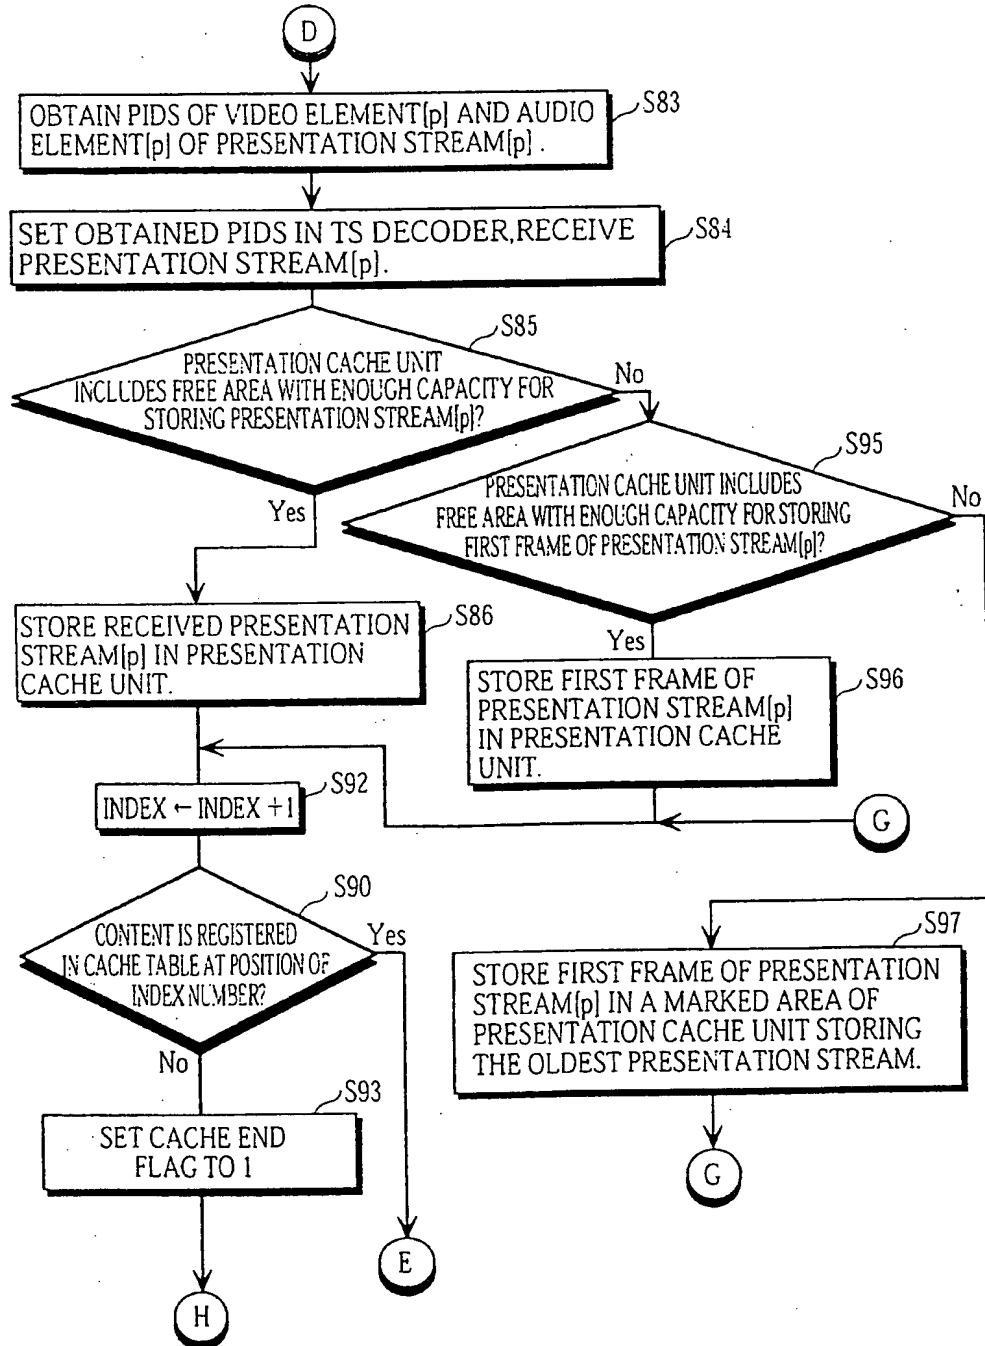 D
S83
OBTAIN PIDS OF VIDEO ELEMENT[p] AND AUDIO
ELEMENT[p] OF PRESENTATION STREAM[p] .
S84
SET OBTAINED PIDS IN TS DECODER,RECEIVE
PRESENTATION STREAM[p].
S85
PRESENTATION CACHE UNIT
INCLUDES FREE AREA WITH ENOUGH CAPACITY FOR
STORING PRESENTATION STREAM[p]?
No
Yes
S95
PRESENTATION CACHE UNIT INCLUDES
FREE AREA WITH ENOUGH CAPACITY FOR STORING
FIRST FRAME OF PRESENTATION STREAM[p]?
No
Yes
S86
STORE RECEIVED PRESENTATION
STREAM[p] IN PRESENTATION
CACHE UNIT.
S96
STORE FIRST FRAME OF
PRESENTATION STREAM[p]
IN PRESENTATION CACHE
UNIT.
S92
INDEX ← INDEX +1
G
S90
CONTENT IS REGISTERED
IN CACHE TABLE AT POSITION OF
INDEX NUMBER?
Yes
No
S97
STORE FIRST FRAME OF PRESENTATION
STREAM[p] IN A MARKED AREA OF
PRESENTATION CACHE UNIT STORING
THE OLDEST PRESENTATION STREAM.
S93
SET CACHE END
FLAG TO 1
G
E
H